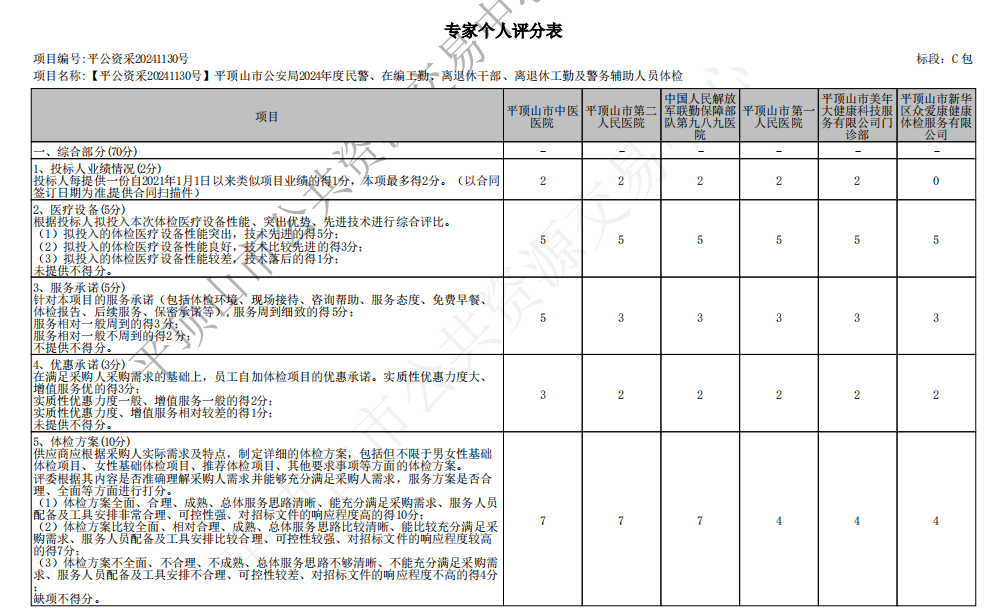 专家个人评分表
项目编号:平公资采20241130号
标段：C 包
项目名称:【平公资采20241130号】平顶山市公安局2024年度民警、在编工勤、离退休干部、离退休工勤及警务辅助人员体检
项目
平顶山市中医
医院
平顶山市第二
人民医院
中国人民解放
军联勤保障部
队第九八九医
院
平顶山市第一
人民医院
平顶山市美年
大健康科技服
务有限公司门
诊部
平顶山市新华
区众爱康健康
体检服务有限
公司
一、综合部分(70分)
- - - - - -
1、投标人业绩情况(2分)
投标人每提供一份自2021年1月1日以来类似项目业绩的得1分，本项最多得2分。（以合同
签订日期为准,提供合同扫描件）
2 2 2 2 2 0
2、医疗设备(5分)
根据投标人拟投入本次体检医疗设备性能、突出优势、先进技术进行综合评比。
（1）拟投入的体检医疗设备性能突出，技术先进的得5分；
（2）拟投入的体检医疗设备性能良好，技术比较先进的得3分；
（3）拟投入的体检医疗设备性能较差，技术落后的得1分；
未提供不得分。
5 5 5 5 5 5
3、服务承诺(5分)
针对本项目的服务承诺（包括体检环境、现场接待、咨询帮助、服务态度、免费早餐、
体检报告、后续服务、保密承诺等），服务周到细致的得5分；
服务相对一般周到的得3分；
服务相对一般不周到的得2分；
不提供不得分。
5 3 3 3 3 3
4、优惠承诺(3分)
在满足采购人采购需求的基础上，员工自加体检项目的优惠承诺。实质性优惠力度大、
增值服务优的得3分；
实质性优惠力度一般、增值服务一般的得2分；
实质性优惠力度、增值服务相对较差的得1分；
未提供不得分。
3 2 2 2 2 2
5、体检方案(10分)
供应商应根据采购人实际需求及特点，制定详细的体检方案，包括但不限于男女性基础
体检项目、女性基础体检项目、推荐体检项目、其他要求事项等方面的体检方案。
评委根据其内容是否准确理解采购人需求并能够充分满足采购人需求，服务方案是否合
理、全面等方面进行打分。
（1）体检方案全面、合理、成熟、总体服务思路清晰、能充分满足采购需求、服务人员
配备及工具安排非常合理、可控性强、对招标文件的响应程度高的得10分；
（2）体检方案比较全面、相对合理、成熟、总体服务思路比较清晰、能比较充分满足采
购需求、服务人员配备及工具安排比较合理、可控性较强、对招标文件的响应程度较高
的得7分；
（3）体检方案不全面、不合理、不成熟、总体服务思路不够清晰、不能充分满足采购需
求、服务人员配备及工具安排不合理、可控性较差、对招标文件的响应程度不高的得4分
；
缺项不得分。
7 7 7 4 4 4